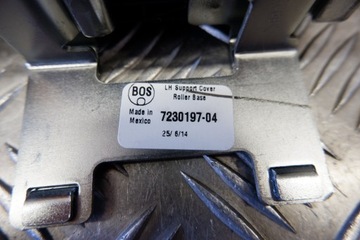 BOS
LH Support Cover
Roller Base
Made in
Mexico
7230197-04
25/ 6/14